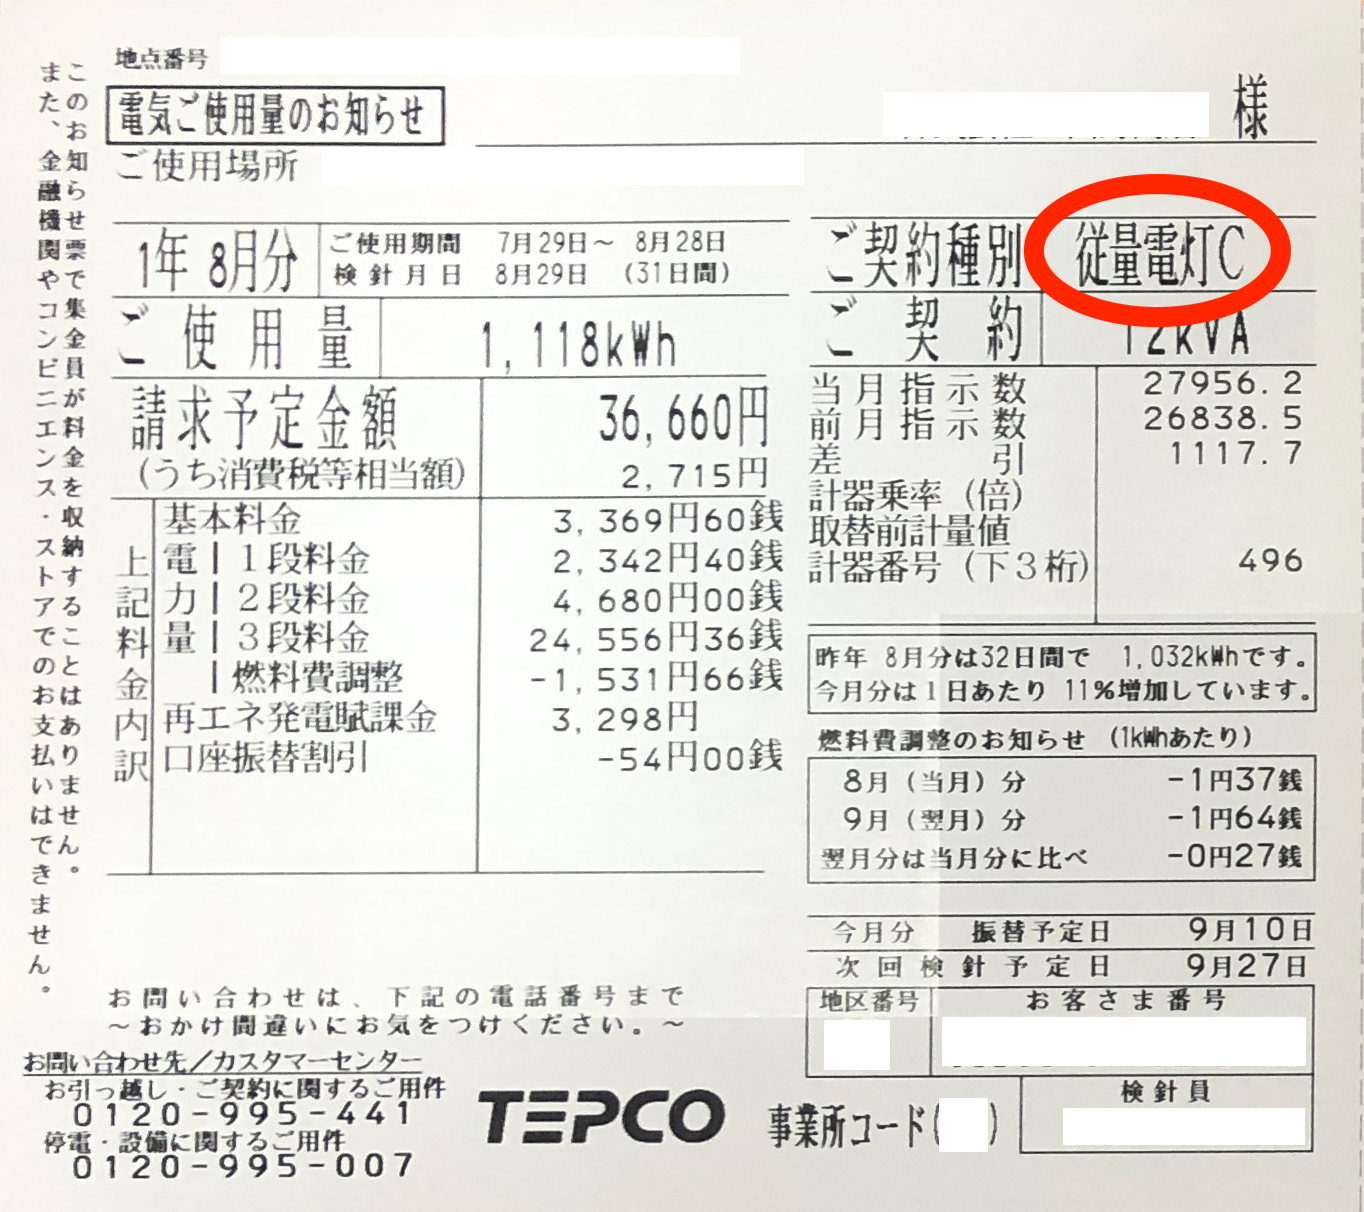 このお知らせ票で集金員が料金を収納することはありません。
また、金融機関やコンビニエンス・ストアでのお支払いはできません。
地点番号
電気ご使用量のお知らせ
様
ご使用場所
1年 8月分
ご使用期間 7月29日～ 8月28日
検針月日 8月29日 (31日間)
ご使用量 1,118kWh
請求予定金額 36,660円
(うち消費税等相当額) 2,715円
上記料金内訳
基本料金 3,369円60銭
電力量
1段料金 2,342円40銭
2段料金 4,680円00銭
3段料金 24,556円36銭
燃料費調整 -1,531円66銭
再エネ発電賦課金 3,298円
口座振替割引 -54円00銭
ご契約種別 従量電灯C
ご契約 12kVA
当月指示数 27956.2
前月指示数 26838.5
差引 1117.7
計器乗率(倍)
取替前計量値
計器番号(下3桁) 496
昨年 8月分は32日間で 1,032kWhです。
今月分は1日あたり 11%増加しています。
燃料費調整のお知らせ (1kWhあたり)
8月(当月)分 -1円37銭
9月(翌月)分 -1円64銭
翌月分は当月分に比べ -0円27銭
今月分 振替予定日 9月10日
次回検針予定日 9月27日
地区番号 お客さま番号
検針員
お問い合わせは、下記の電話番号まで
～おかけ間違いにお気をつけください。～
お問い合わせ先／カスタマーセンター
お引っ越し・ご契約に関するご用件
0120-995-441
停電・設備に関するご用件
0120-995-007
TEPCO
事業所コード( )